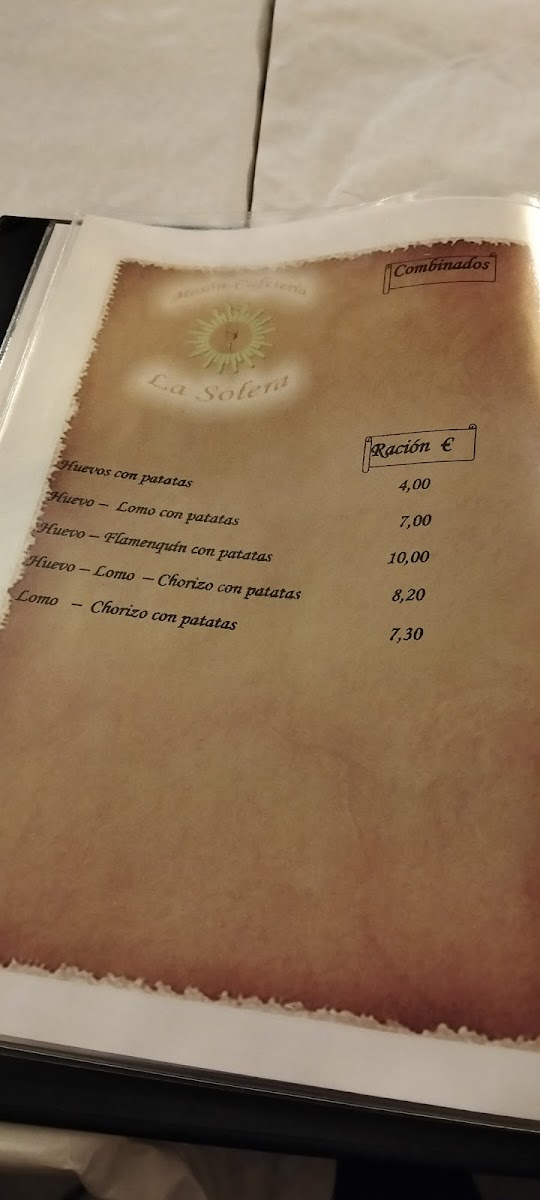 Combinados
Mesón-Cafetería
La Solera
Ración €
Huevos con patatas 4,00
Huevo – Lomo con patatas 7,00
Huevo – Flamenquín con patatas 10,00
Huevo – Lomo – Chorizo con patatas 8,20
Lomo – Chorizo con patatas 7,30